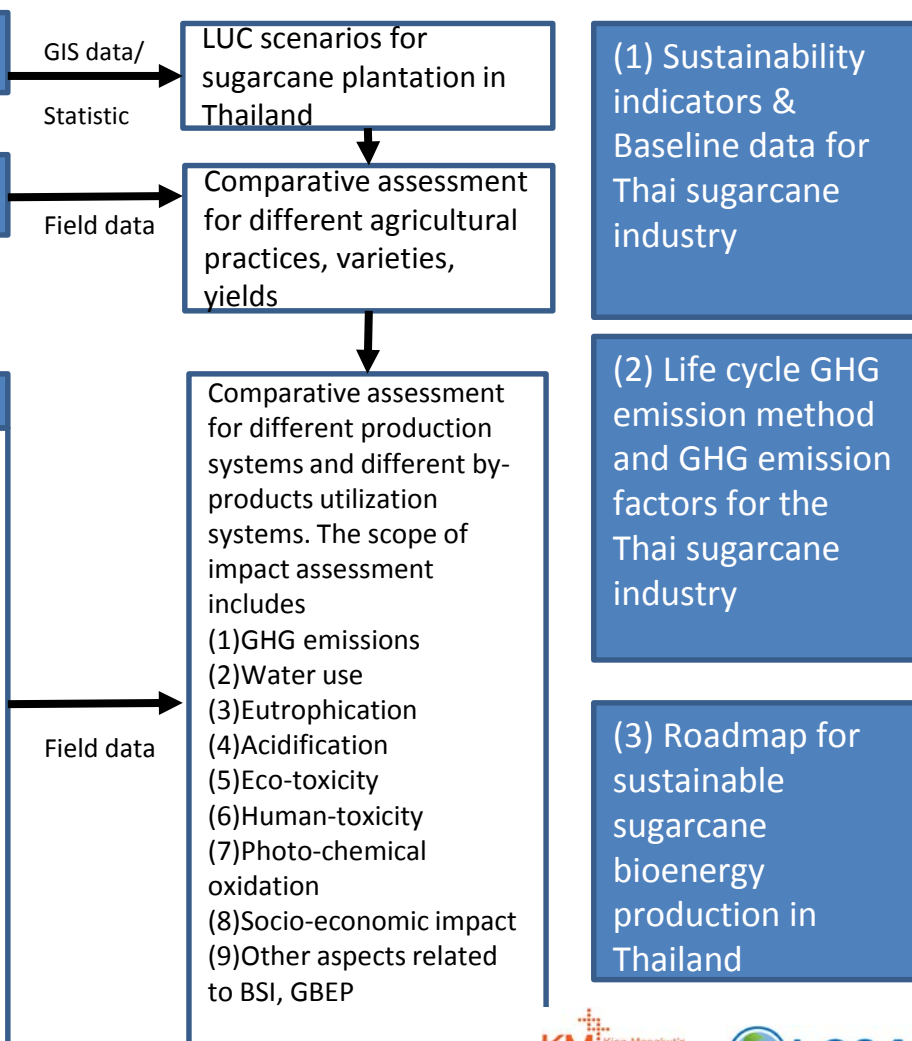 GIS data/
Statistic
LUC scenarios for
sugarcane plantation in
Thailand
Field data
Comparative assessment
for different agricultural
practices, varieties,
yields
Field data
Comparative assessment
for different production
systems and different by-
products utilization
systems. The scope of
impact assessment
includes
(1)GHG emissions
(2)Water use
(3)Eutrophication
(4)Acidification
(5)Eco-toxicity
(6)Human-toxicity
(7)Photo-chemical
oxidation
(8)Socio-economic impact
(9)Other aspects related
to BSI, GBEP
(1) Sustainability
indicators &
Baseline data for
Thai sugarcane
industry
(2) Life cycle GHG
emission method
and GHG emission
factors for the
Thai sugarcane
industry
(3) Roadmap for
sustainable
sugarcane
bioenergy
production in
Thailand